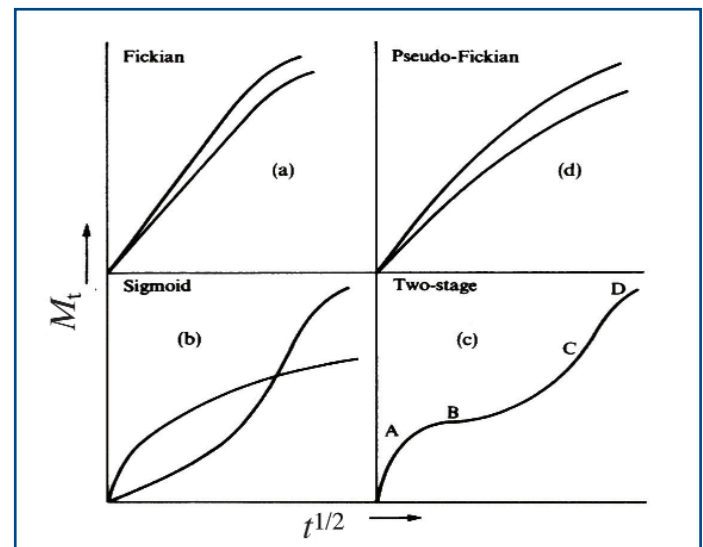 Fickian
Pseudo-Fickian
(a)
(d)
Sigmoid
Two-stage
D
(b)
(c)
C
B
A
M_t
t^{1/2}